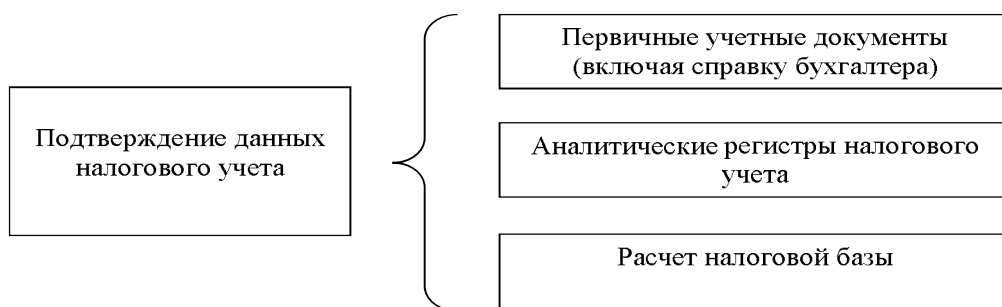 Подтверждение данных
налогового учета
Первичные учетные документы
(включая справку бухгалтера)
Аналитические регистры налогового
учета
Расчет налоговой базы